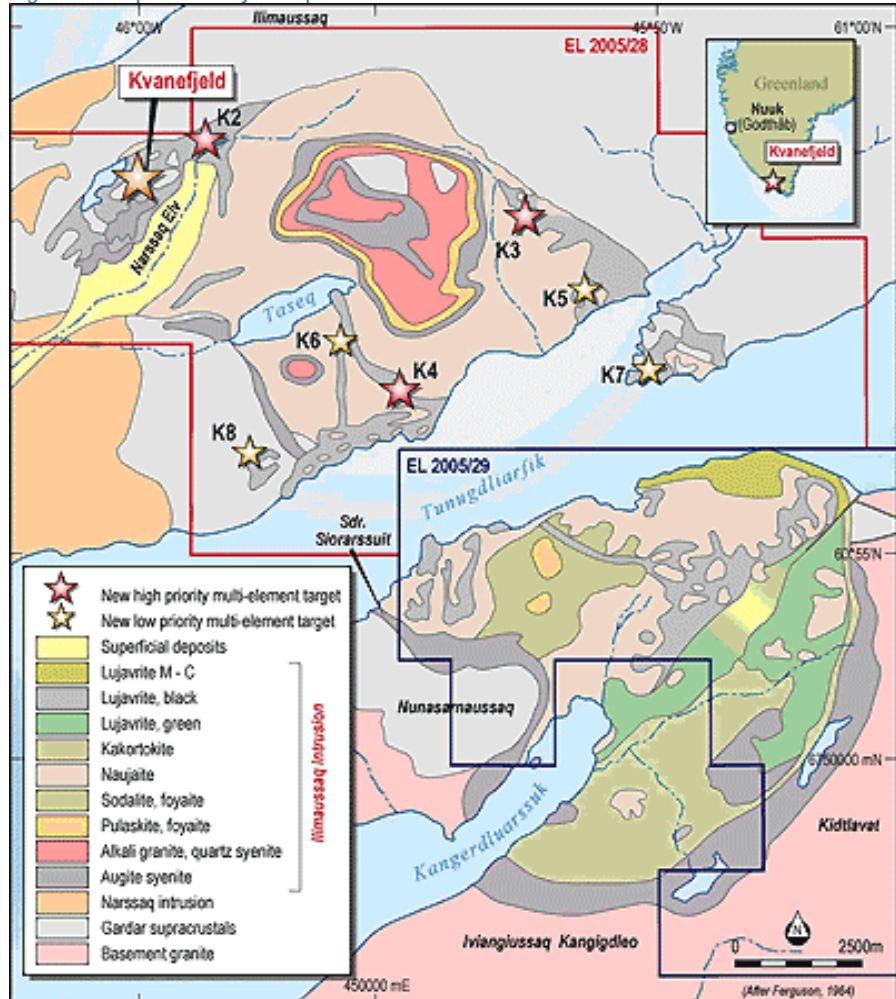 Ilimaussaq
46°00'W
45°50'W
61°00'N
EL 2005/28
Greenland
Nuuk
(Godthåb)
Kvanefjeld
Kvanefjeld
K2
Narssaq Elv
K3
K5
Taseq
K6
K4
K7
K8
EL 2005/29
Tunugdliarfik
Sdr.
Siorarssuit
60°55'N
New high priority multi-element target
New low priority multi-element target
Superficial deposits
Lujavrite M - C
Lujavrite, black
Lujavrite, green
Kakortokite
Naujaite
Sodalite, foyaite
Pulaskite, foyaite
Alkali granite, quartz syenite
Augite syenite
Narssaq intrusion
Gardar supracrustals
Basement granite
Ilimaussaq intrusion
Nunasarnaussaq
6750000 mN
Kangerdluarssuk
Kidtlavat
Iviangiussaq Kangigdleo
N
0 2500m
450000 mE
(After Ferguson, 1964)